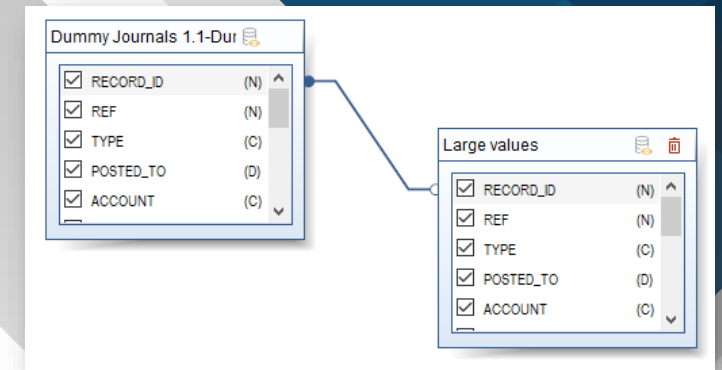 Dummy Journals 1.1-Dur
RECORD_ID (N)
REF (N)
TYPE (C)
POSTED_TO (D)
ACCOUNT (C)
Large values
RECORD_ID (N)
REF (N)
TYPE (C)
POSTED_TO (D)
ACCOUNT (C)